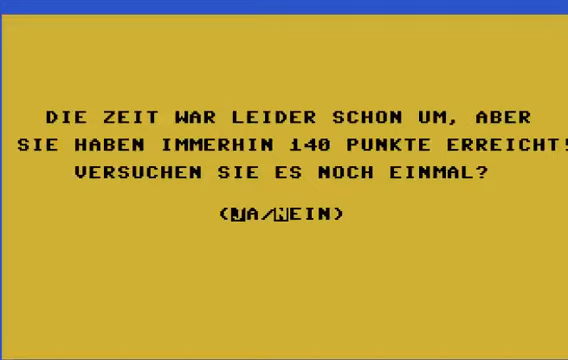 DIE ZEIT WAR LEIDER SCHON UM, ABER
SIE HABEN IMMERHIN 140 PUNKTE ERREICHT!
VERSUCHEN SIE ES NOCH EINMAL?
(JA/NEIN)